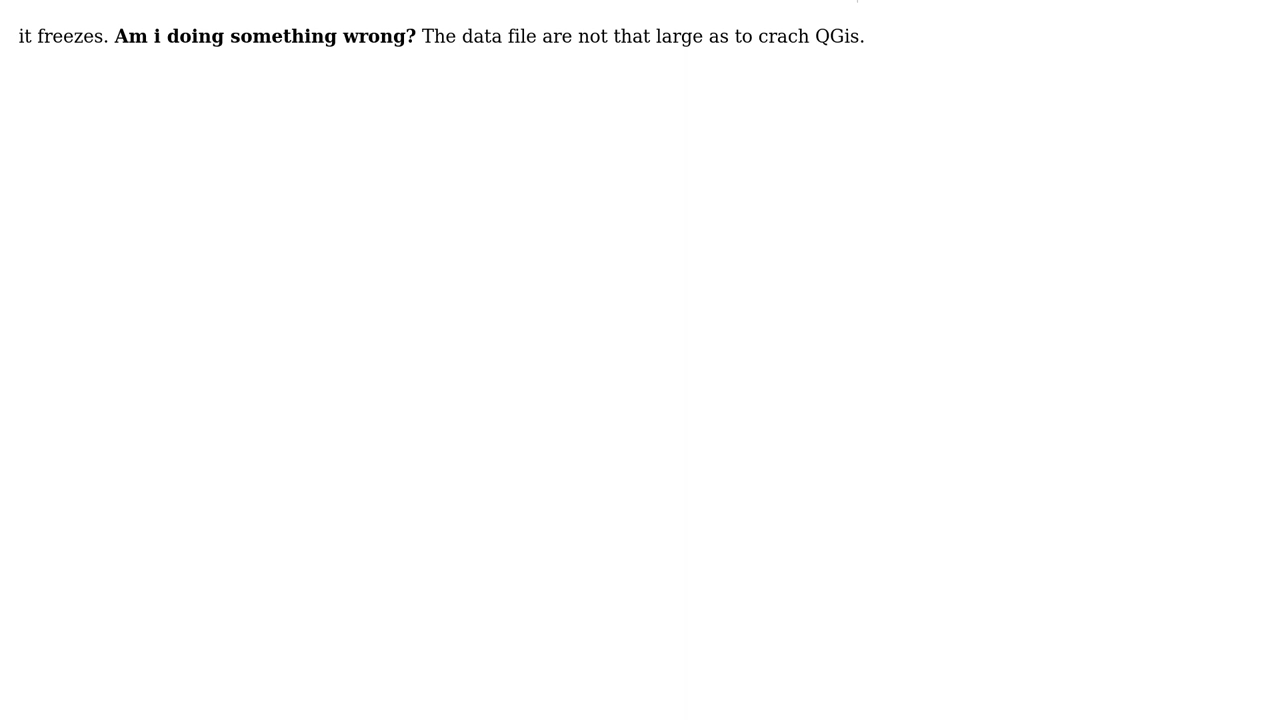 it freezes. Am i doing something wrong? The data file are not that large as to crach QGis.